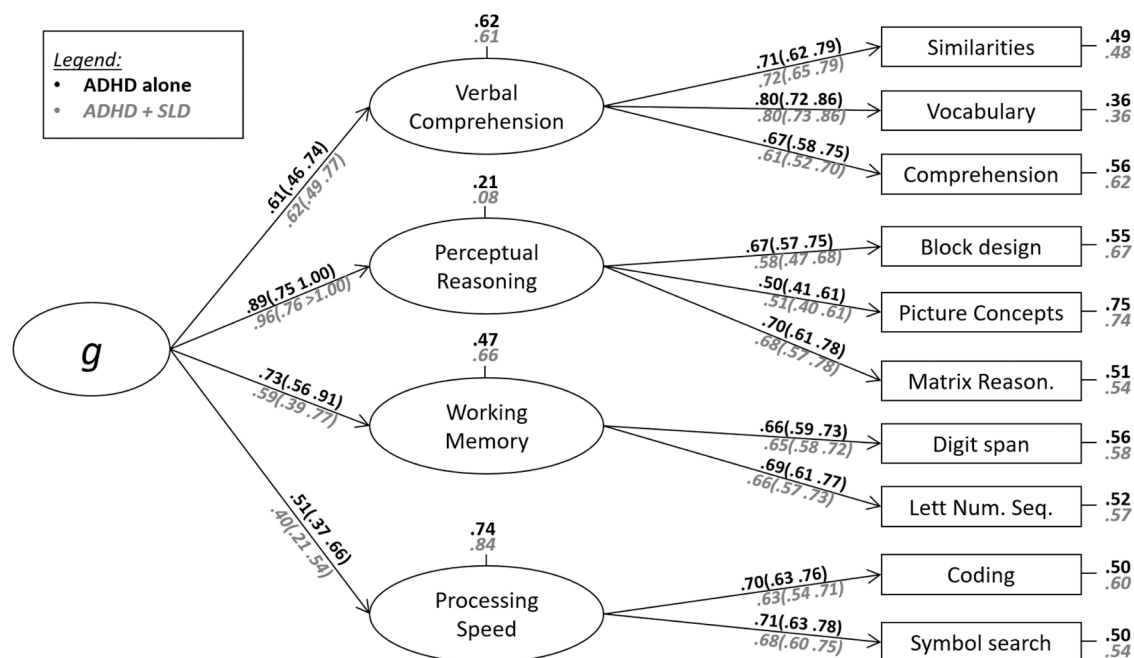 Legend:
• ADHD alone
• ADHD + SLD
g
.61(.46 .74)
.62(.49 .77)
.89(.75 1.00)
.96(.76 >1.00)
.73(.56 .91)
.59(.39 .77)
.51(.37 .66)
.40(.21 .54)
.62
.61
Verbal
Comprehension
.21
.08
Perceptual
Reasoning
.47
.66
Working
Memory
.74
.84
Processing
Speed
.71(.62 .79)
.72(.65 .79)
.80(.72 .86)
.80(.73 .86)
.67(.58 .75)
.61(.52 .70)
.67(.57 .75)
.58(.47 .68)
.50(.41 .61)
.51(.40 .61)
.70(.61 .78)
.68(.57 .78)
.66(.59 .73)
.65(.58 .72)
.69(.61 .77)
.66(.57 .73)
.70(.63 .76)
.63(.54 .71)
.71(.63 .78)
.68(.60 .75)
Similarities
.49
.48
Vocabulary
.36
.36
Comprehension
.56
.62
Block design
.55
.67
Picture Concepts
.75
.74
Matrix Reason.
.51
.54
Digit span
.56
.58
Lett Num. Seq.
.52
.57
Coding
.50
.60
Symbol search
.50
.54